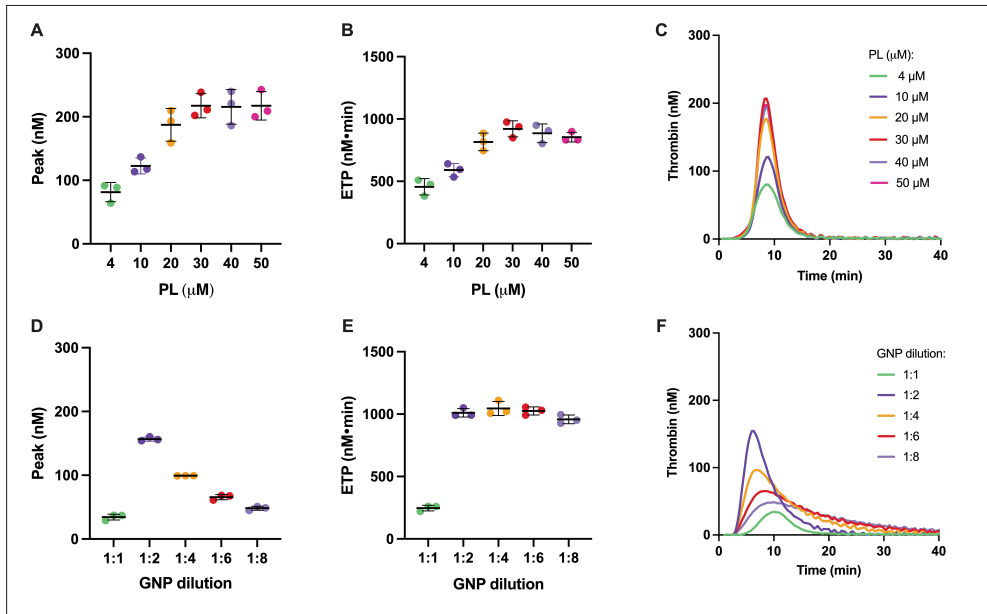 A
Peak (nM)
300
200
100
0
4 10 20 30 40 50
PL (μM)
B
ETP (nM•min)
1500
1000
500
0
4 10 20 30 40 50
PL (μM)
C
Thrombin (nM)
300
200
100
0
0 10 20 30 40
Time (min)
PL (μM):
4 μM
10 μM
20 μM
30 μM
40 μM
50 μM
D
Peak (nM)
300
200
100
0
1:1 1:2 1:4 1:6 1:8
GNP dilution
E
ETP (nM•min)
1500
1000
500
0
1:1 1:2 1:4 1:6 1:8
GNP dilution
F
Thrombin (nM)
300
200
100
0
0 10 20 30 40
Time (min)
GNP dilution:
1:1
1:2
1:4
1:6
1:8